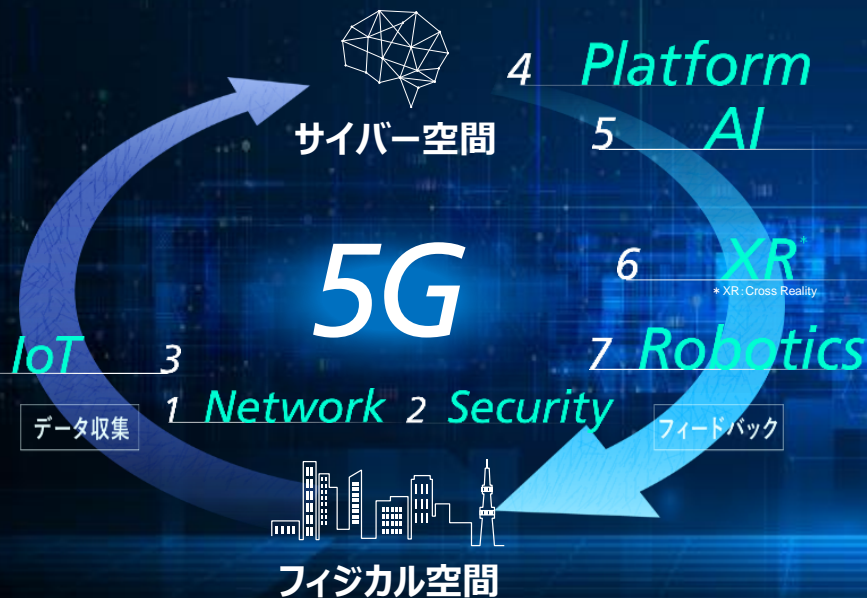 4 Platform
サイバー空間
5 AI
5G
6 XR*
* XR:Cross Reality
IoT 3
7 Robotics
1 Network 2 Security
データ収集
フィードバック
フィジカル空間